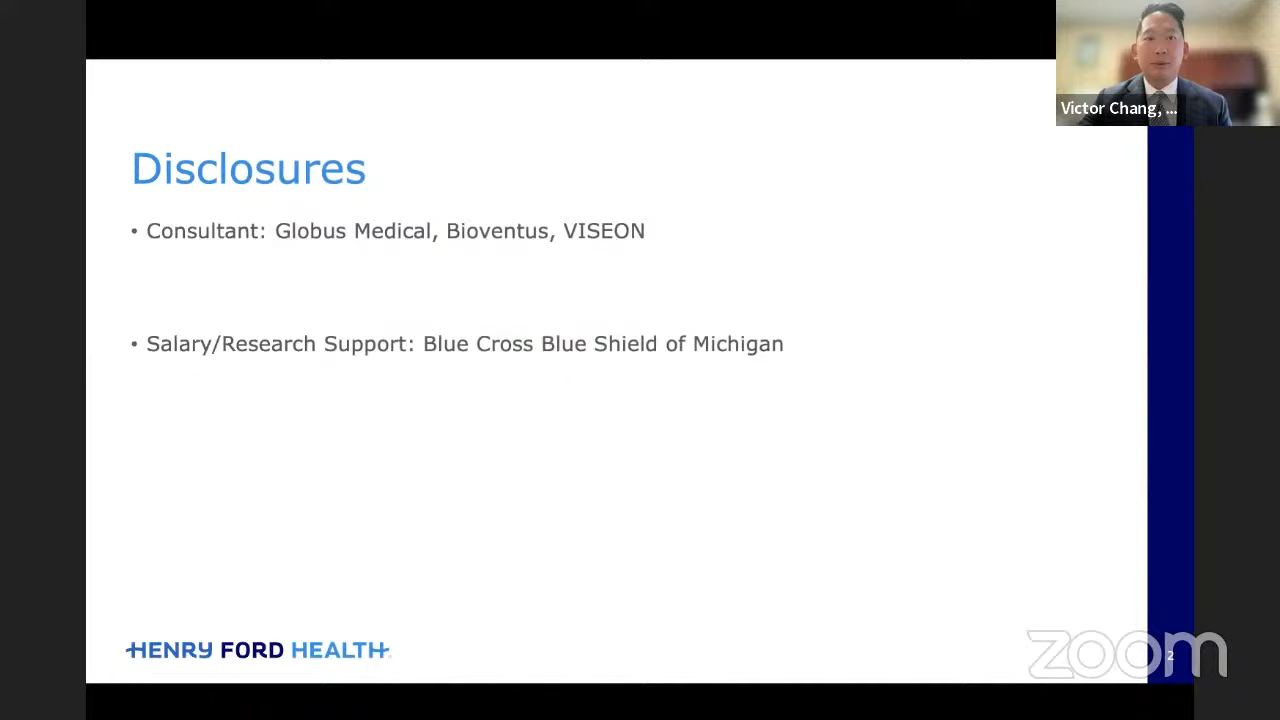 Victor Chang, ...
Disclosures
• Consultant: Globus Medical, Bioventus, VISEON
• Salary/Research Support: Blue Cross Blue Shield of Michigan
HENRY FORD HEALTH
zoom
2